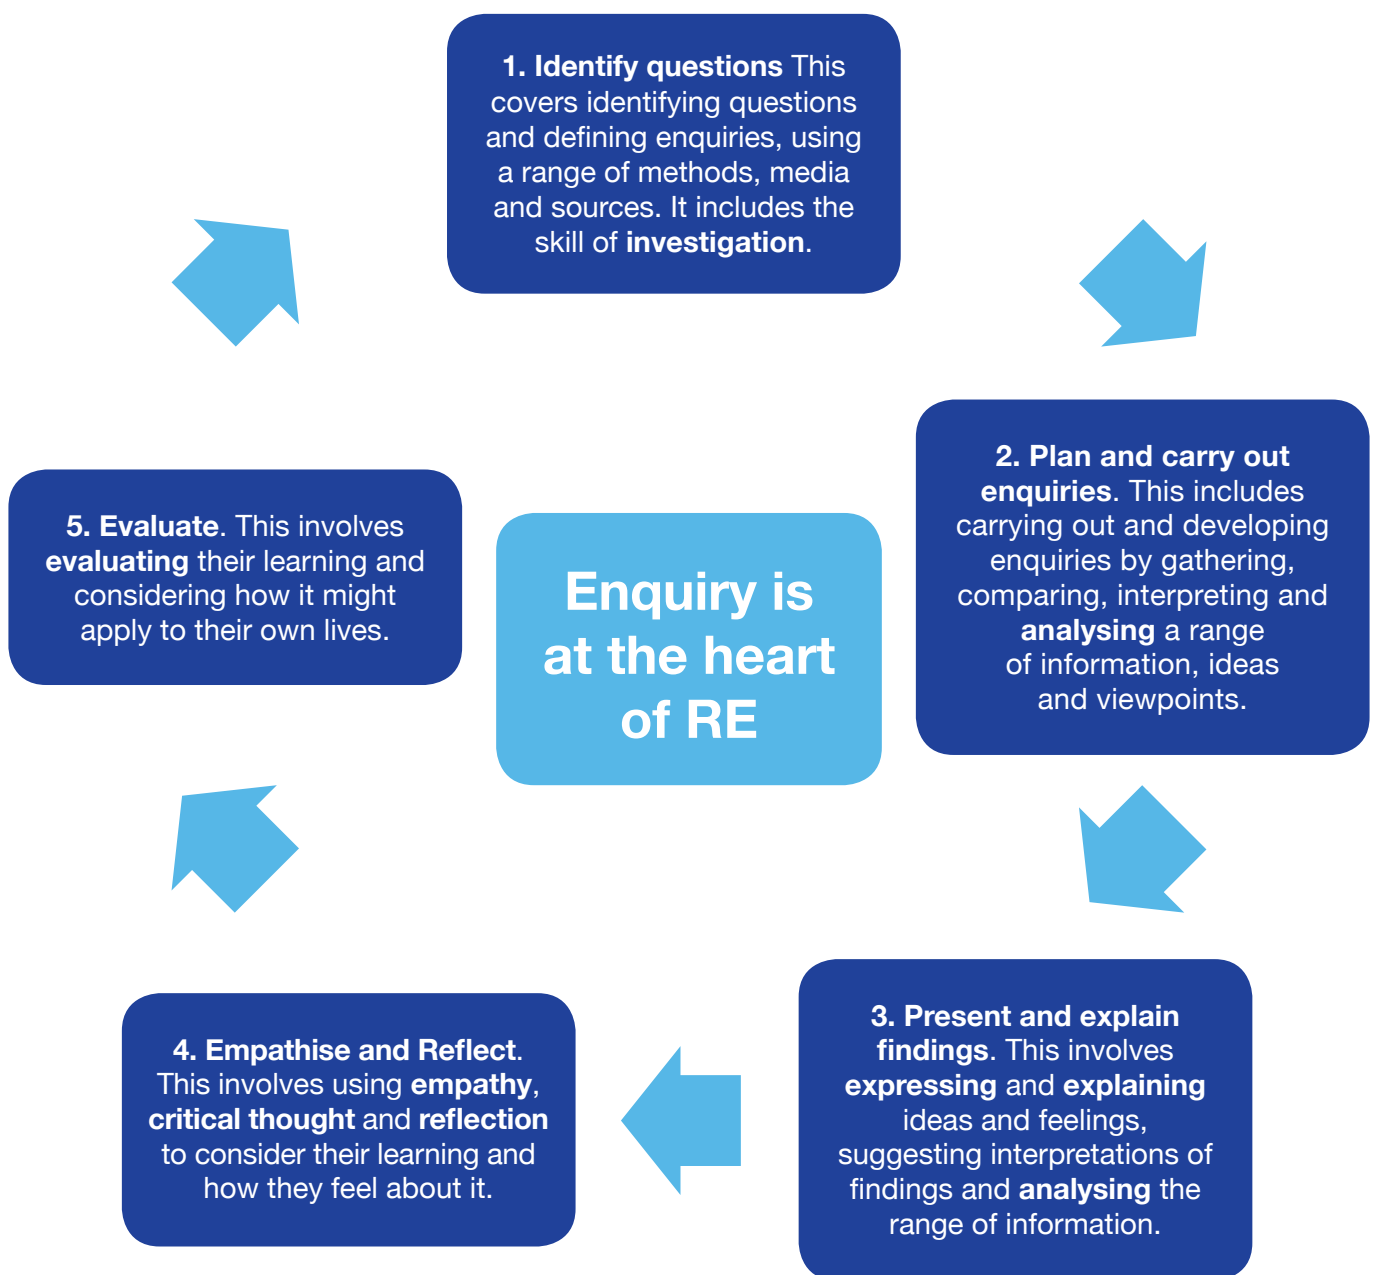 1. Identify questions This
covers identifying questions
and defining enquiries, using
a range of methods, media
and sources. It includes the
skill of investigation.
2. Plan and carry out
enquiries. This includes
carrying out and developing
enquiries by gathering,
comparing, interpreting and
analysing a range
of information, ideas
and viewpoints.
3. Present and explain
findings. This involves
expressing and explaining
ideas and feelings,
suggesting interpretations of
findings and analysing the
range of information.
4. Empathise and Reflect.
This involves using empathy,
critical thought and reflection
to consider their learning and
how they feel about it.
5. Evaluate. This involves
evaluating their learning and
considering how it might
apply to their own lives.
Enquiry is
at the heart
of RE